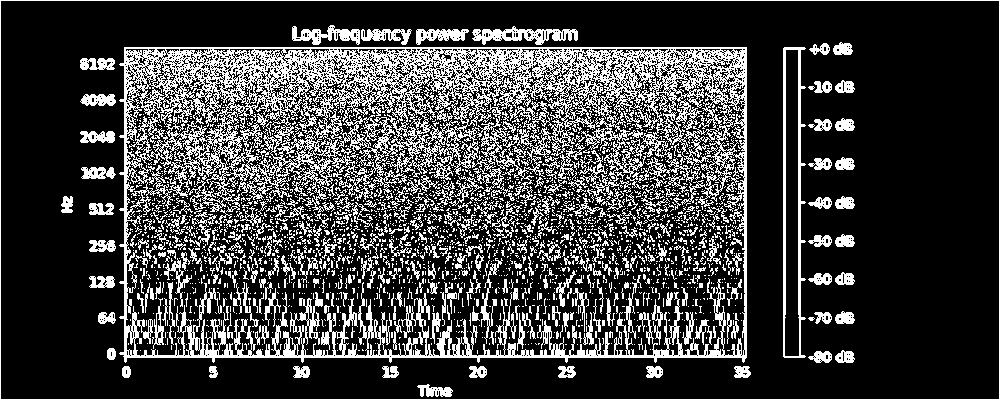 Log-frequency power spectrogram
8192
4096
2048
1024
512
256
128
64
0
Hz
0 5 10 15 20 25 30 35
Time
+0 dB
-10 dB
-20 dB
-30 dB
-40 dB
-50 dB
-60 dB
-70 dB
-80 dB